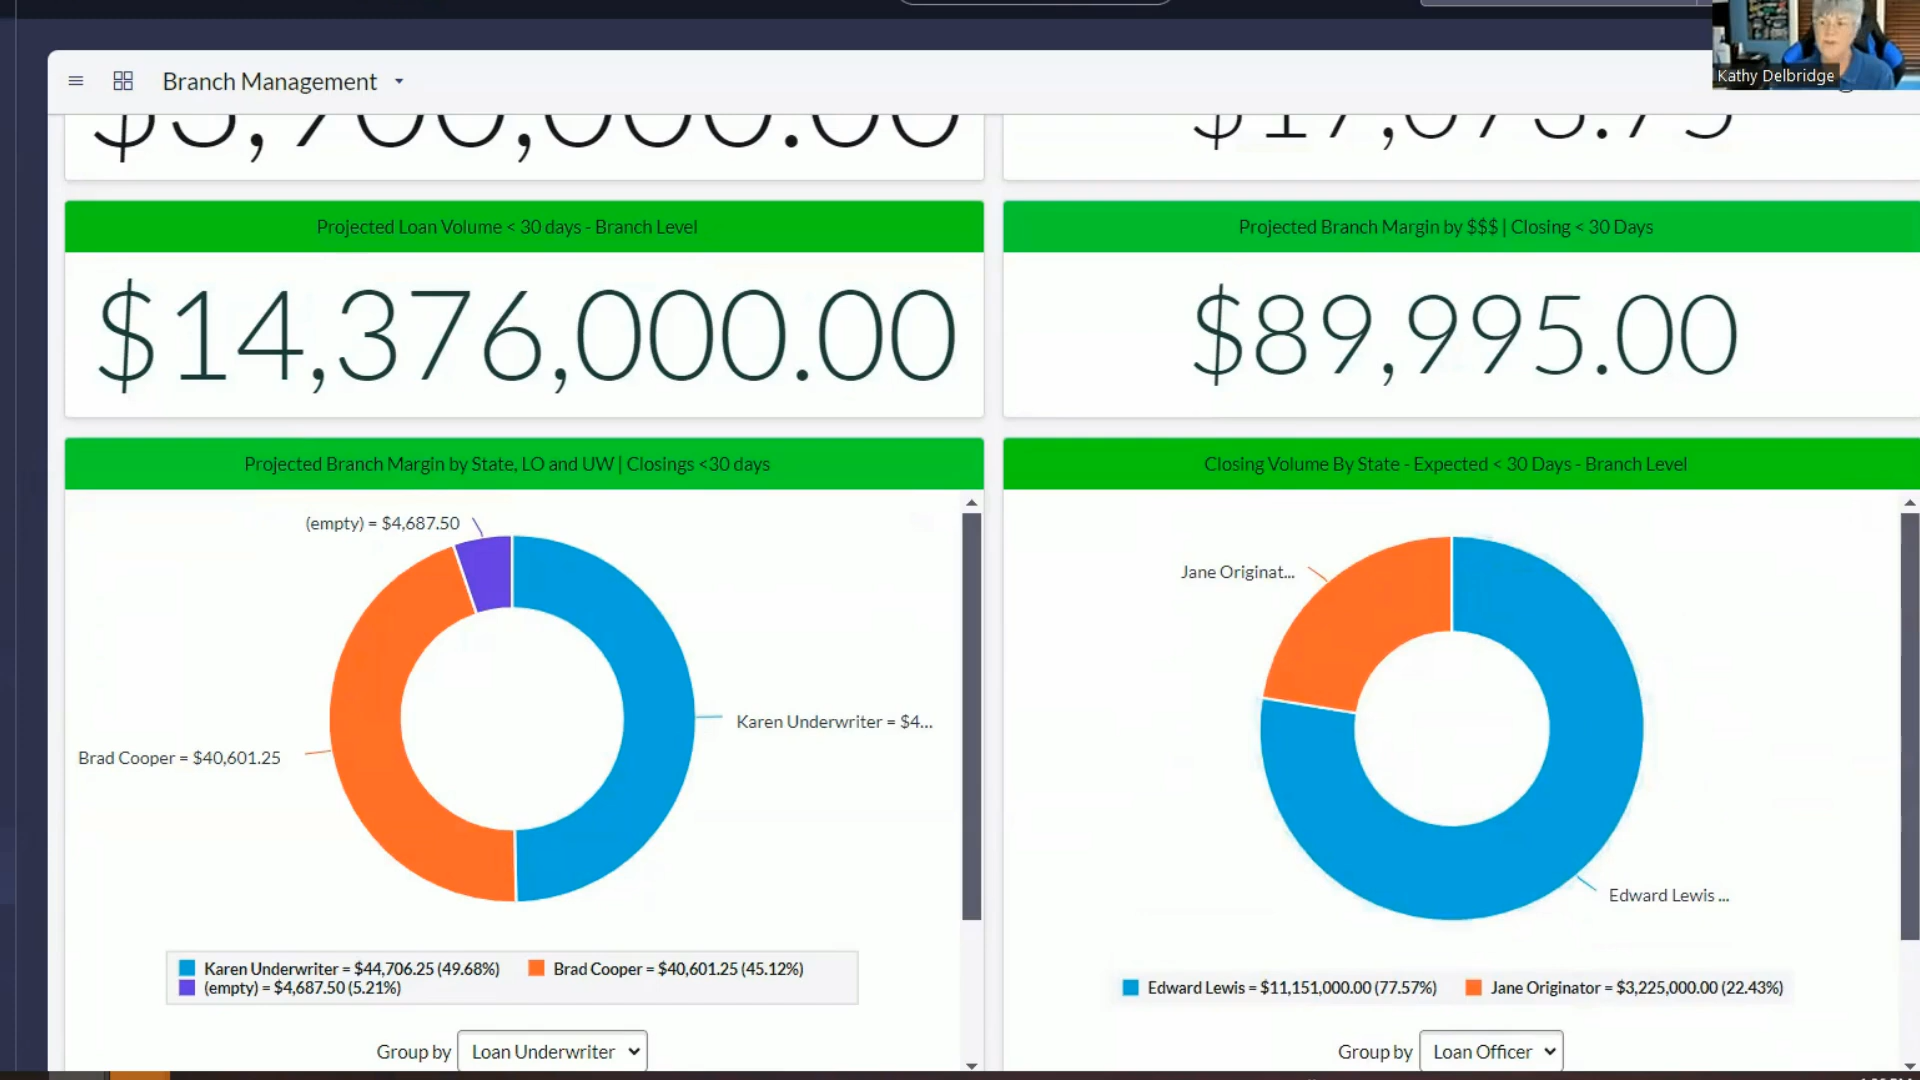 Kathy Delbridge
Branch Management
Projected Loan Volume < 30 days - Branch Level
Projected Branch Margin by $$$ | Closing < 30 Days
$14,376,000.00
$89,995.00
Projected Branch Margin by State, LO and UW | Closings <30 days
Closing Volume By State - Expected < 30 Days - Branch Level
(empty) = $4,687.50
Karen Underwriter = $4...
Brad Cooper = $40,601.25
Jane Originat...
Edward Lewis ...
Karen Underwriter = $44,706.25 (49.68%) Brad Cooper = $40,601.25 (45.12%)
(empty) = $4,687.50 (5.21%)
Edward Lewis = $11,151,000.00 (77.57%) Jane Originator = $3,225,000.00 (22.43%)
Group by Loan Underwriter
Group by Loan Officer